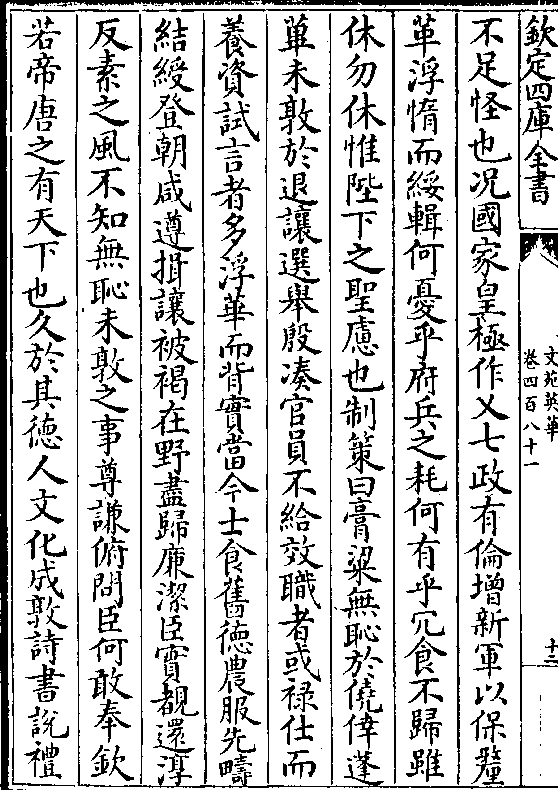 欽定四庫全書
文苑英華
卷四百八十一
十二
不足怪也况國家皇極作乂七政有倫增新軍以保釐
革浮惰而綏輯何憂乎府兵之耗何有乎冗食不歸雖
休勿休惟陛下之聖慮也制策曰膏粱無恥於僥倖蓬
蓽未敦於退讓選舉殷凑官員不給效職者或禄仕而
養資試言者多浮華而背實當今士食舊德農服先疇
結綬登朝咸遵揖讓被褐在野盡歸廉潔臣實覩還淳
反素之風不知無恥未敦之事尊謙俯問臣何敢奉欽
若帝唐之有天下也久於其德人文化成敦詩書說禮